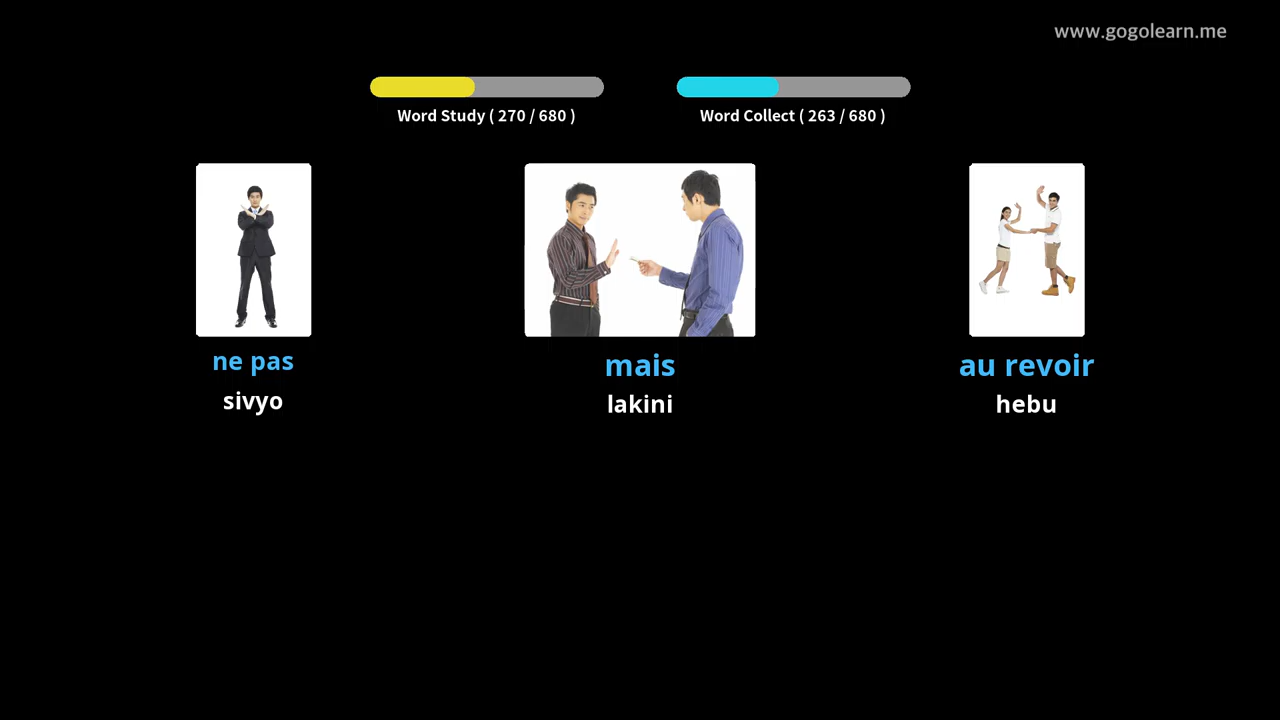 www.gogolearn.me
Word Study ( 270 / 680 )
Word Collect ( 263 / 680 )
ne pas
sivyo
mais
lakini
au revoir
hebu